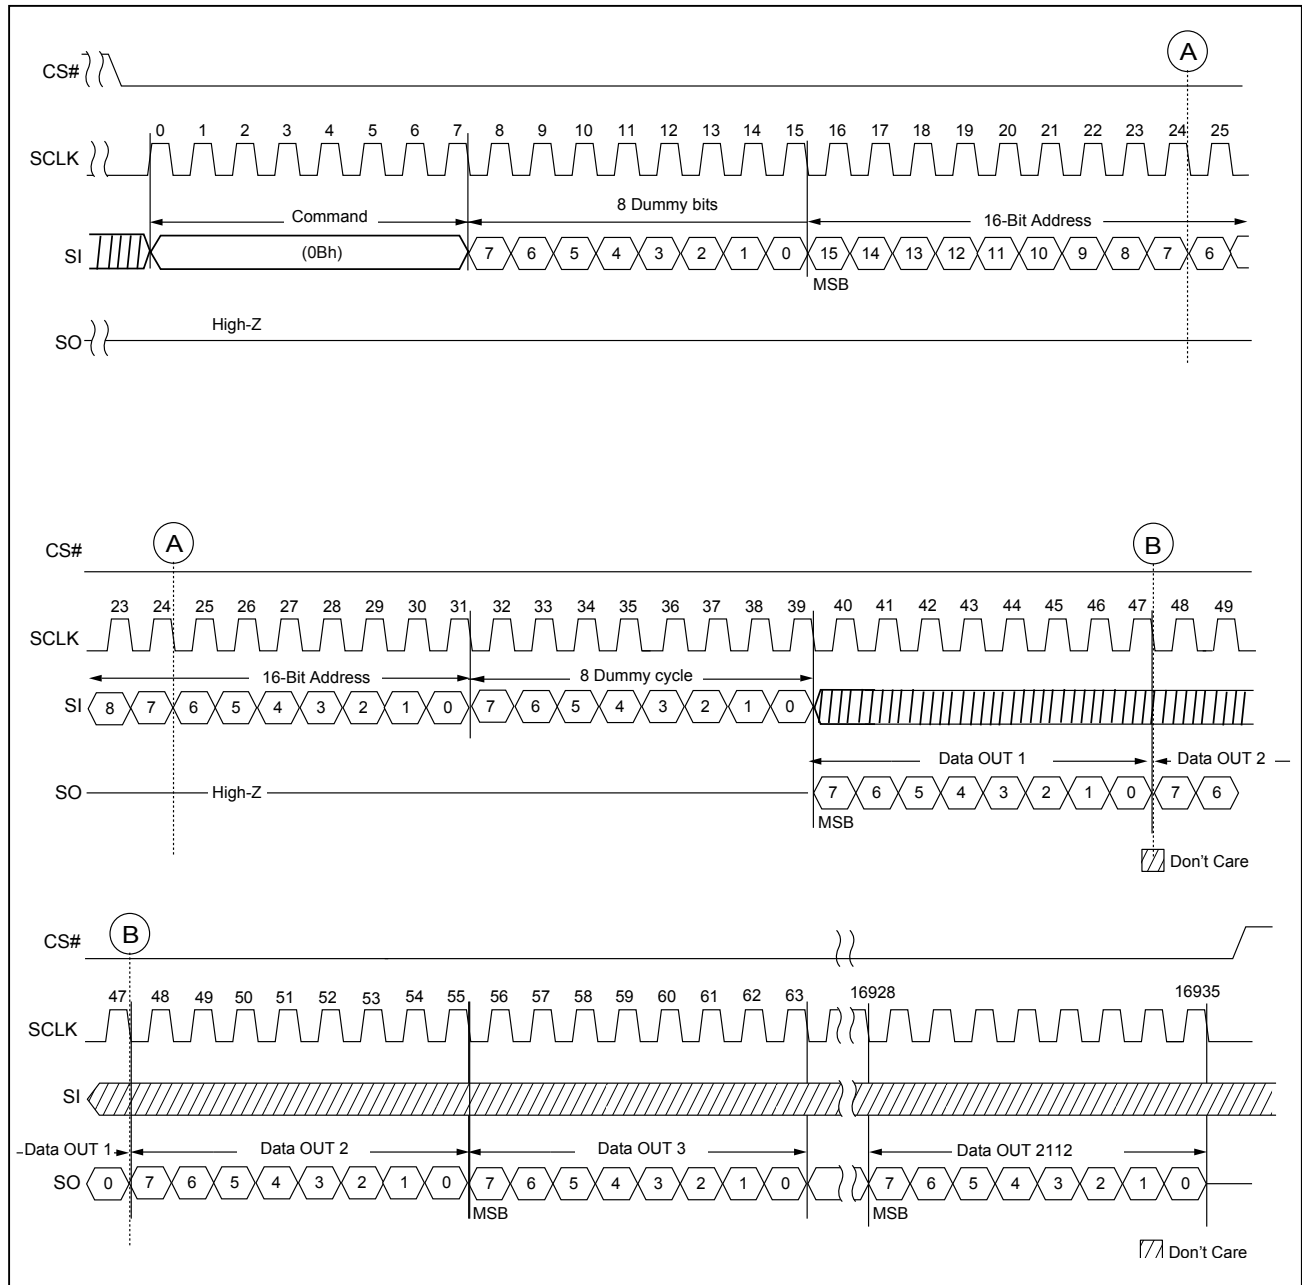 A
CS#
0 1 2 3 4 5 6 7 8 9 10 11 12 13 14 15 16 17 18 19 20 21 22 23 24 25
SCLK
Command 8 Dummy bits 16-Bit Address
SI (0Bh) 7 6 5 4 3 2 1 0 15 14 13 12 11 10 9 8 7 6
MSB
High-Z
SO
A B
CS#
23 24 25 26 27 28 29 30 31 32 33 34 35 36 37 38 39 40 41 42 43 44 45 46 47 48 49
SCLK
16-Bit Address 8 Dummy cycle
SI 8 7 6 5 4 3 2 1 0 7 6 5 4 3 2 1 0
Data OUT 1 Data OUT 2
SO High-Z 7 6 5 4 3 2 1 0 7 6
MSB
Don't Care
B
CS#
47 48 49 50 51 52 53 54 55 56 57 58 59 60 61 62 63 16928 16935
SCLK
SI
Data OUT 1 Data OUT 2 Data OUT 3 Data OUT 2112
SO 0 7 6 5 4 3 2 1 0 7 6 5 4 3 2 1 0 7 6 5 4 3 2 1 0
MSB MSB
Don't Care